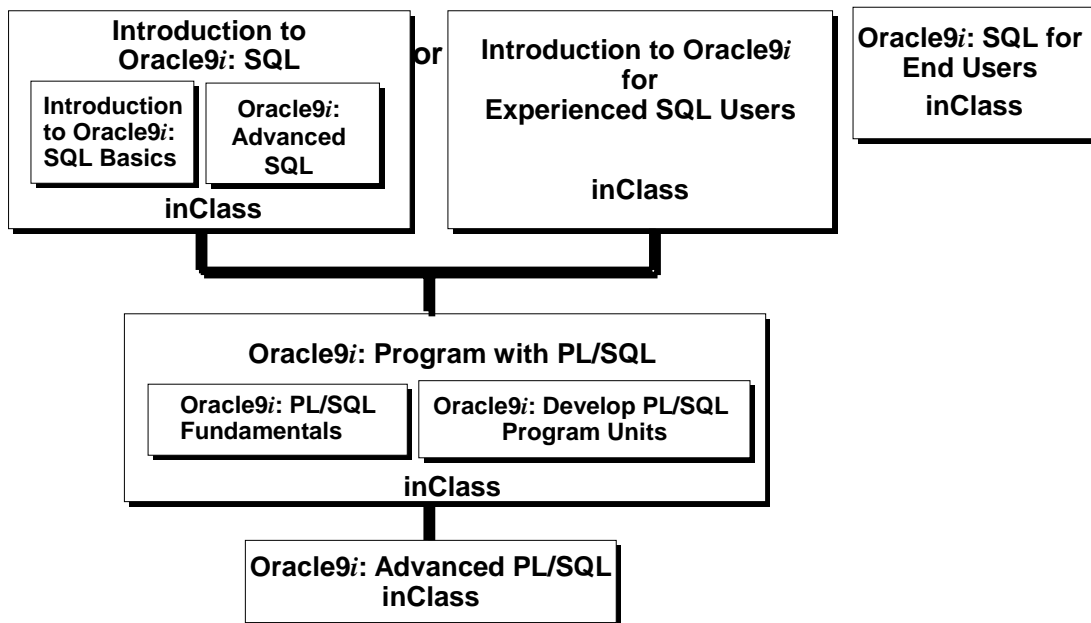 Introduction to
Oracle9i: SQL
Introduction
to Oracle9i:
SQL Basics
Oracle9i:
Advanced
SQL
inClass
or
Introduction to Oracle9i
for
Experienced SQL Users
inClass
Oracle9i: SQL for
End Users
inClass
Oracle9i: Program with PL/SQL
Oracle9i: PL/SQL
Fundamentals
Oracle9i: Develop PL/SQL
Program Units
inClass
Oracle9i: Advanced PL/SQL
inClass